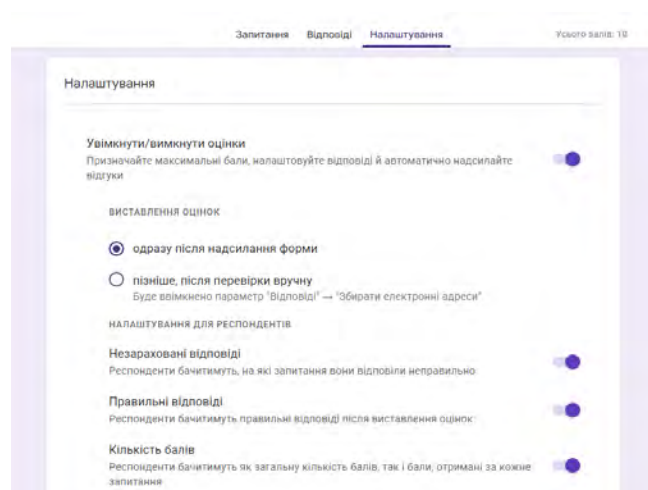 Запитання Відповіді Налаштування Усього балів: 10
Налаштування
Увімкнути/вимкнути оцінки
Призначайте максимальні бали, налаштовуйте відповіді й автоматично надсилайте
відгуки
ВИСТАВЛЕННЯ ОЦІНОК
одразу після надсилання форми
пізніше, після перевірки вручну
Буде ввімкнено параметр "Відповіді" → "Збирати електронні адреси"
НАЛАШТУВАННЯ ДЛЯ РЕСПОНДЕНТІВ
Незараховані відповіді
Респонденти бачитимуть, на які запитання вони відповіли неправильно
Правильні відповіді
Респонденти бачитимуть правильні відповіді після виставлення оцінок
Кількість балів
Респонденти бачитимуть як загальну кількість балів, так і бали, отримані за кожне
запитання